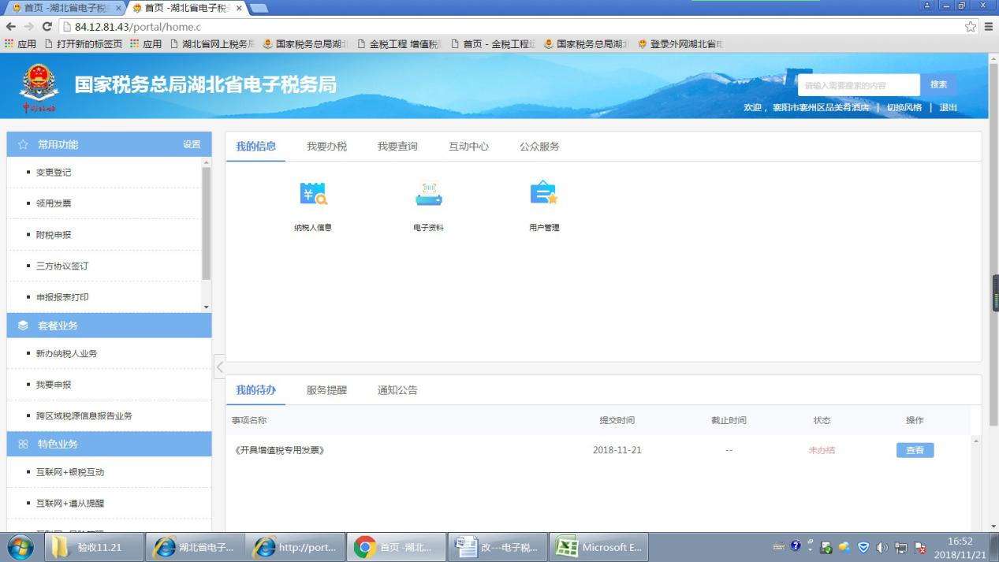 首页 -湖北省电子税务
首页 -湖北省电子税务
84.12.81.43/portal/home.c
应用 打开新的标签页 应用 湖北省网上税务局 国家税务总局湖北 金税工程 增值税 首页 - 金税工程运 国家税务总局湖北 登录外网湖北省电
中国税务
国家税务总局湖北省电子税务局
请输入需要搜索的内容 搜索
欢迎， 襄阳市襄州区品美肴酒店 | 切换风格 | 退出
常用功能 设置
变更登记
领用发票
附税申报
三方协议签订
申报报表打印
套餐业务
新办纳税人业务
我要申报
跨区域税源信息报告业务
特色业务
互联网+银税互动
互联网+遵从提醒
我的信息 我要办税 我要查询 互动中心 公众服务
纳税人信息 电子资料 用户管理
我的待办 服务提醒 通知公告
事项名称 提交时间 截止时间 状态 操作
《开具增值税专用发票》 2018-11-21 -- 未办结 查看
验收11.21 湖北省电子... http://port... 首页 -湖北... 改---电子税... Microsoft E...
16:52
2018/11/21